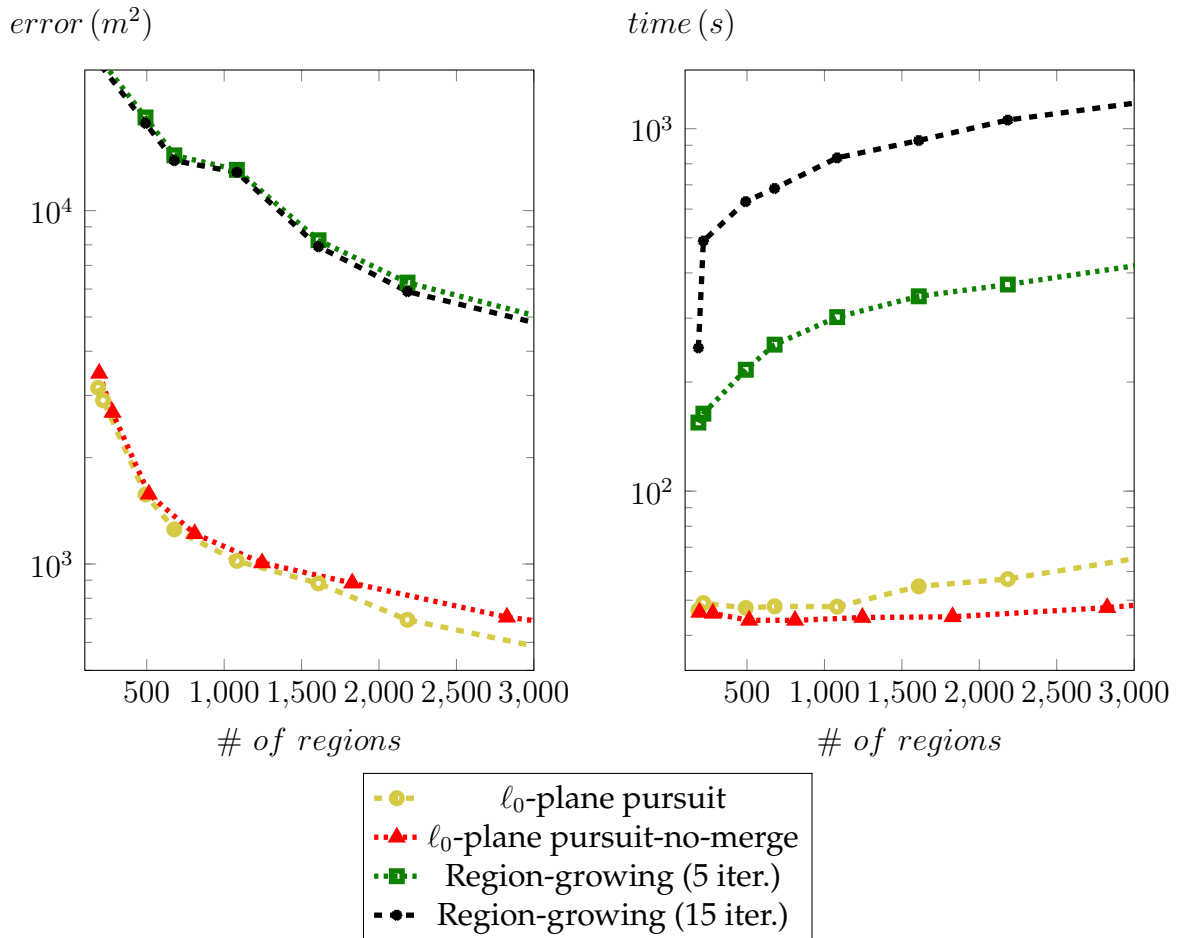 error (m²)
time (s)
10⁴
10³
500 1,000 1,500 2,000 2,500 3,000
# of regions
10³
10²
500 1,000 1,500 2,000 2,500 3,000
# of regions
ℓ₀-plane pursuit
ℓ₀-plane pursuit-no-merge
Region-growing (5 iter.)
Region-growing (15 iter.)